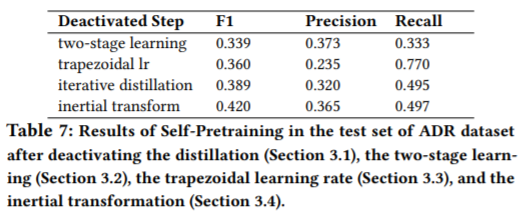 Deactivated Step F1 Precision Recall
two-stage learning 0.339 0.373 0.333
trapezoidal lr 0.360 0.235 0.770
iterative distillation 0.389 0.320 0.495
inertial transform 0.420 0.365 0.497
Table 7: Results of Self-Pretraining in the test set of ADR dataset
after deactivating the distillation (Section 3.1), the two-stage learn-
ing (Section 3.2), the trapezoidal learning rate (Section 3.3), and the
inertial transformation (Section 3.4).